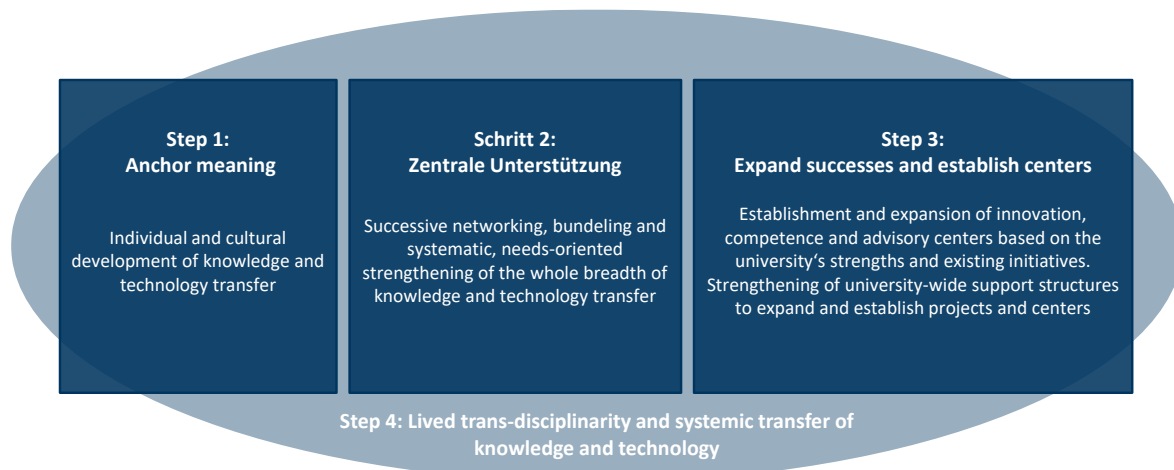 Step 1:
Anchor meaning
Individual and cultural
development of knowledge and
technology transfer
Schritt 2:
Zentrale Unterstützung
Successive networking, bundeling and
systematic, needs-oriented
strengthening of the whole breadth of
knowledge and technology transfer
Step 3:
Expand successes and establish centers
Establishment and expansion of innovation,
competence and advisory centers based on the
university‘s strengths and existing initiatives.
Strengthening of university-wide support structures
to expand and establish projects and centers
Step 4: Lived trans-disciplinarity and systemic transfer of
knowledge and technology